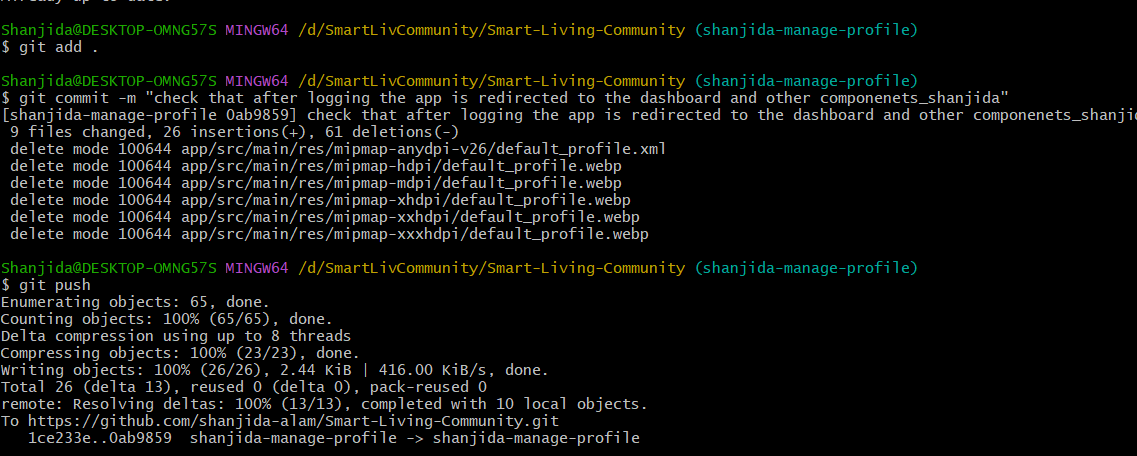 Already up to date.
Shanjida@DESKTOP-OMNG57S MINGW64 /d/SmartLivCommunity/Smart-Living-Community (shanjida-manage-profile)
$ git add .
Shanjida@DESKTOP-OMNG57S MINGW64 /d/SmartLivCommunity/Smart-Living-Community (shanjida-manage-profile)
$ git commit -m "check that after logging the app is redirected to the dashboard and other componenets_shanjida"
[shanjida-manage-profile 0ab9859] check that after logging the app is redirected to the dashboard and other componenets_shanjid
 9 files changed, 26 insertions(+), 61 deletions(-)
 delete mode 100644 app/src/main/res/mipmap-anydpi-v26/default_profile.xml
 delete mode 100644 app/src/main/res/mipmap-hdpi/default_profile.webp
 delete mode 100644 app/src/main/res/mipmap-mdpi/default_profile.webp
 delete mode 100644 app/src/main/res/mipmap-xhdpi/default_profile.webp
 delete mode 100644 app/src/main/res/mipmap-xxhdpi/default_profile.webp
 delete mode 100644 app/src/main/res/mipmap-xxxhdpi/default_profile.webp
Shanjida@DESKTOP-OMNG57S MINGW64 /d/SmartLivCommunity/Smart-Living-Community (shanjida-manage-profile)
$ git push
Enumerating objects: 65, done.
Counting objects: 100% (65/65), done.
Delta compression using up to 8 threads
Compressing objects: 100% (23/23), done.
Writing objects: 100% (26/26), 2.44 KiB | 416.00 KiB/s, done.
Total 26 (delta 13), reused 0 (delta 0), pack-reused 0
remote: Resolving deltas: 100% (13/13), completed with 10 local objects.
To https://github.com/shanjida-alam/Smart-Living-Community.git
   1ce233e..0ab9859  shanjida-manage-profile -> shanjida-manage-profile